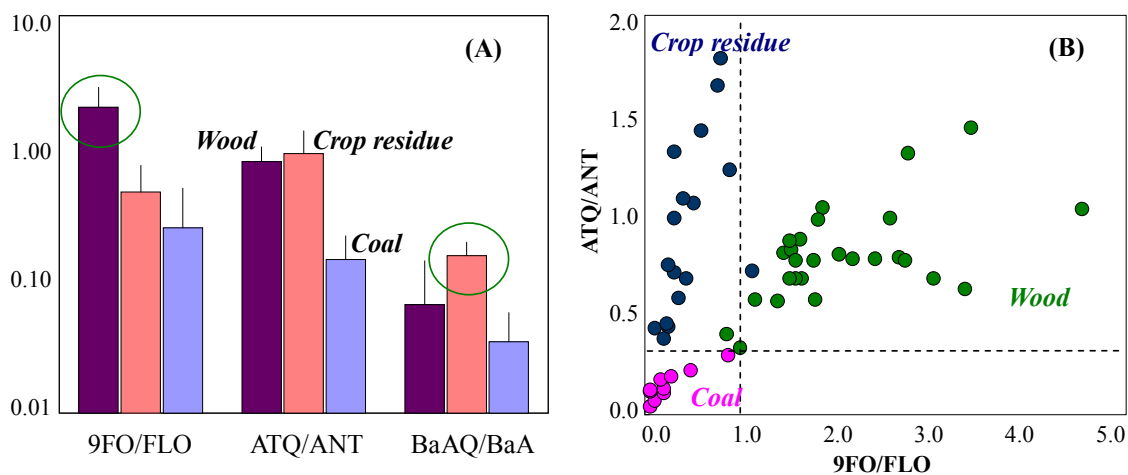 10.0
(A)
Wood
Crop residue
1.00
Coal
0.10
0.01
9FO/FLO
ATQ/ANT
BaAQ/BaA
2.0
Crop residue
(B)
1.5
ATQ/ANT
1.0
Wood
0.5
Coal
0.0
0.0 1.0 2.0 3.0 4.0 5.0
9FO/FLO